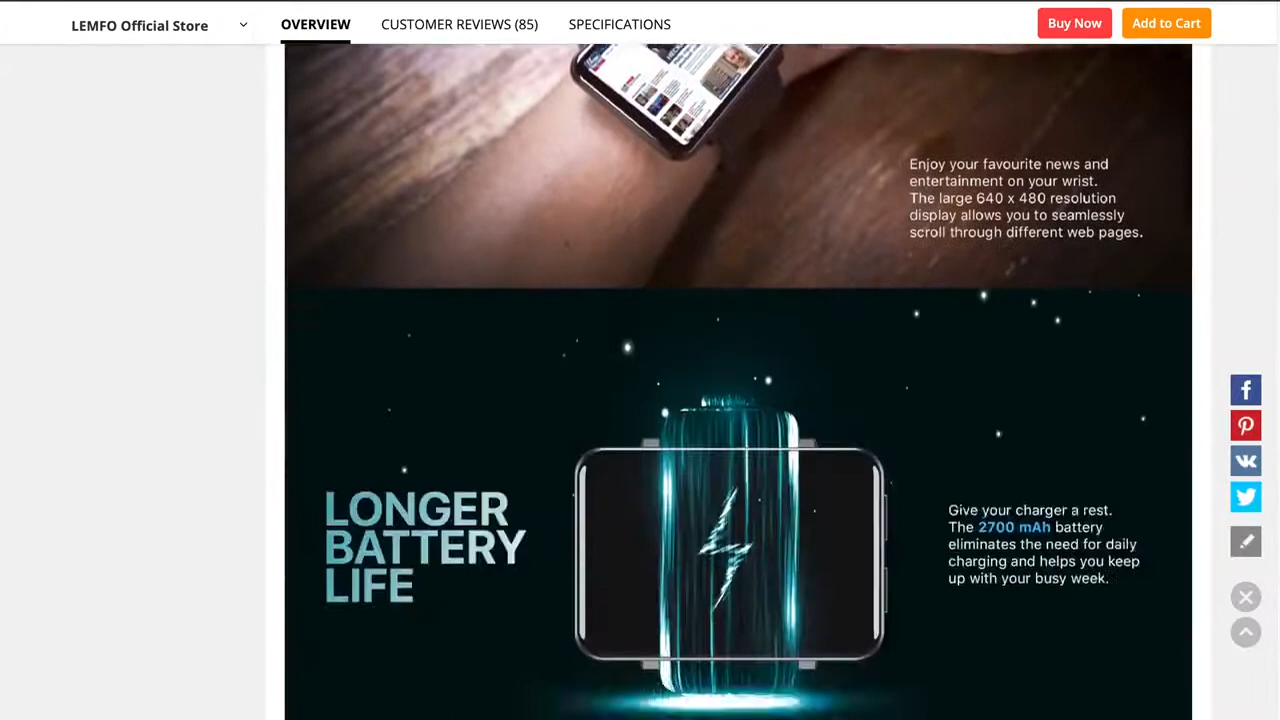 LEMFO Official Store
OVERVIEW
CUSTOMER REVIEWS (85)
SPECIFICATIONS
Buy Now
Add to Cart
Enjoy your favourite news and
entertainment on your wrist.
The large 640 x 480 resolution
display allows you to seamlessly
scroll through different web pages.
LONGER
BATTERY
LIFE
Give your charger a rest.
The 2700 mAh battery
eliminates the need for daily
charging and helps you keep
up with your busy week.